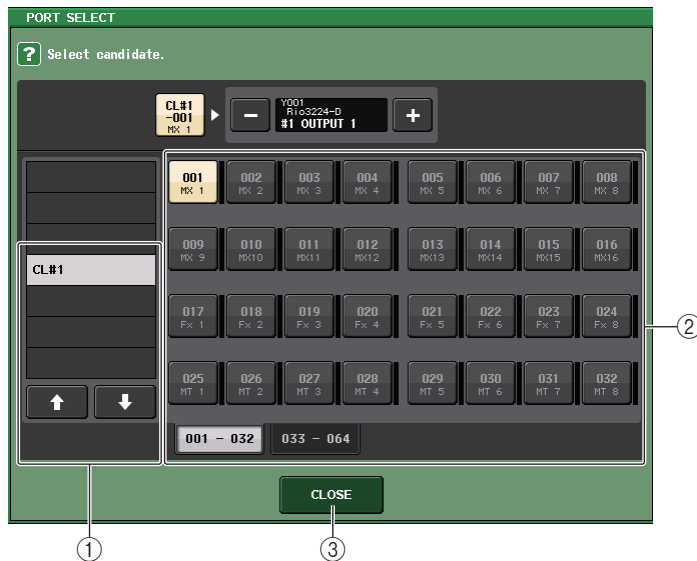 PORT SELECT
? Select candidate.
CL#1
-001
MX 1
−
Y001
Rio3224-D
#1 OUTPUT 1
+
CL#1
001
MX 1
002
MX 2
003
MX 3
004
MX 4
005
MX 5
006
MX 6
007
MX 7
008
MX 8
009
MX 9
010
MX10
011
MX11
012
MX12
013
MX13
014
MX14
015
MX15
016
MX16
017
Fx 1
018
Fx 2
019
Fx 3
020
Fx 4
021
Fx 5
022
Fx 6
023
Fx 7
024
Fx 8
025
MT 1
026
MT 2
027
MT 3
028
MT 4
029
MT 5
030
MT 6
031
MT 7
032
MT 8
001 - 032
033 - 064
CLOSE
①
②
③